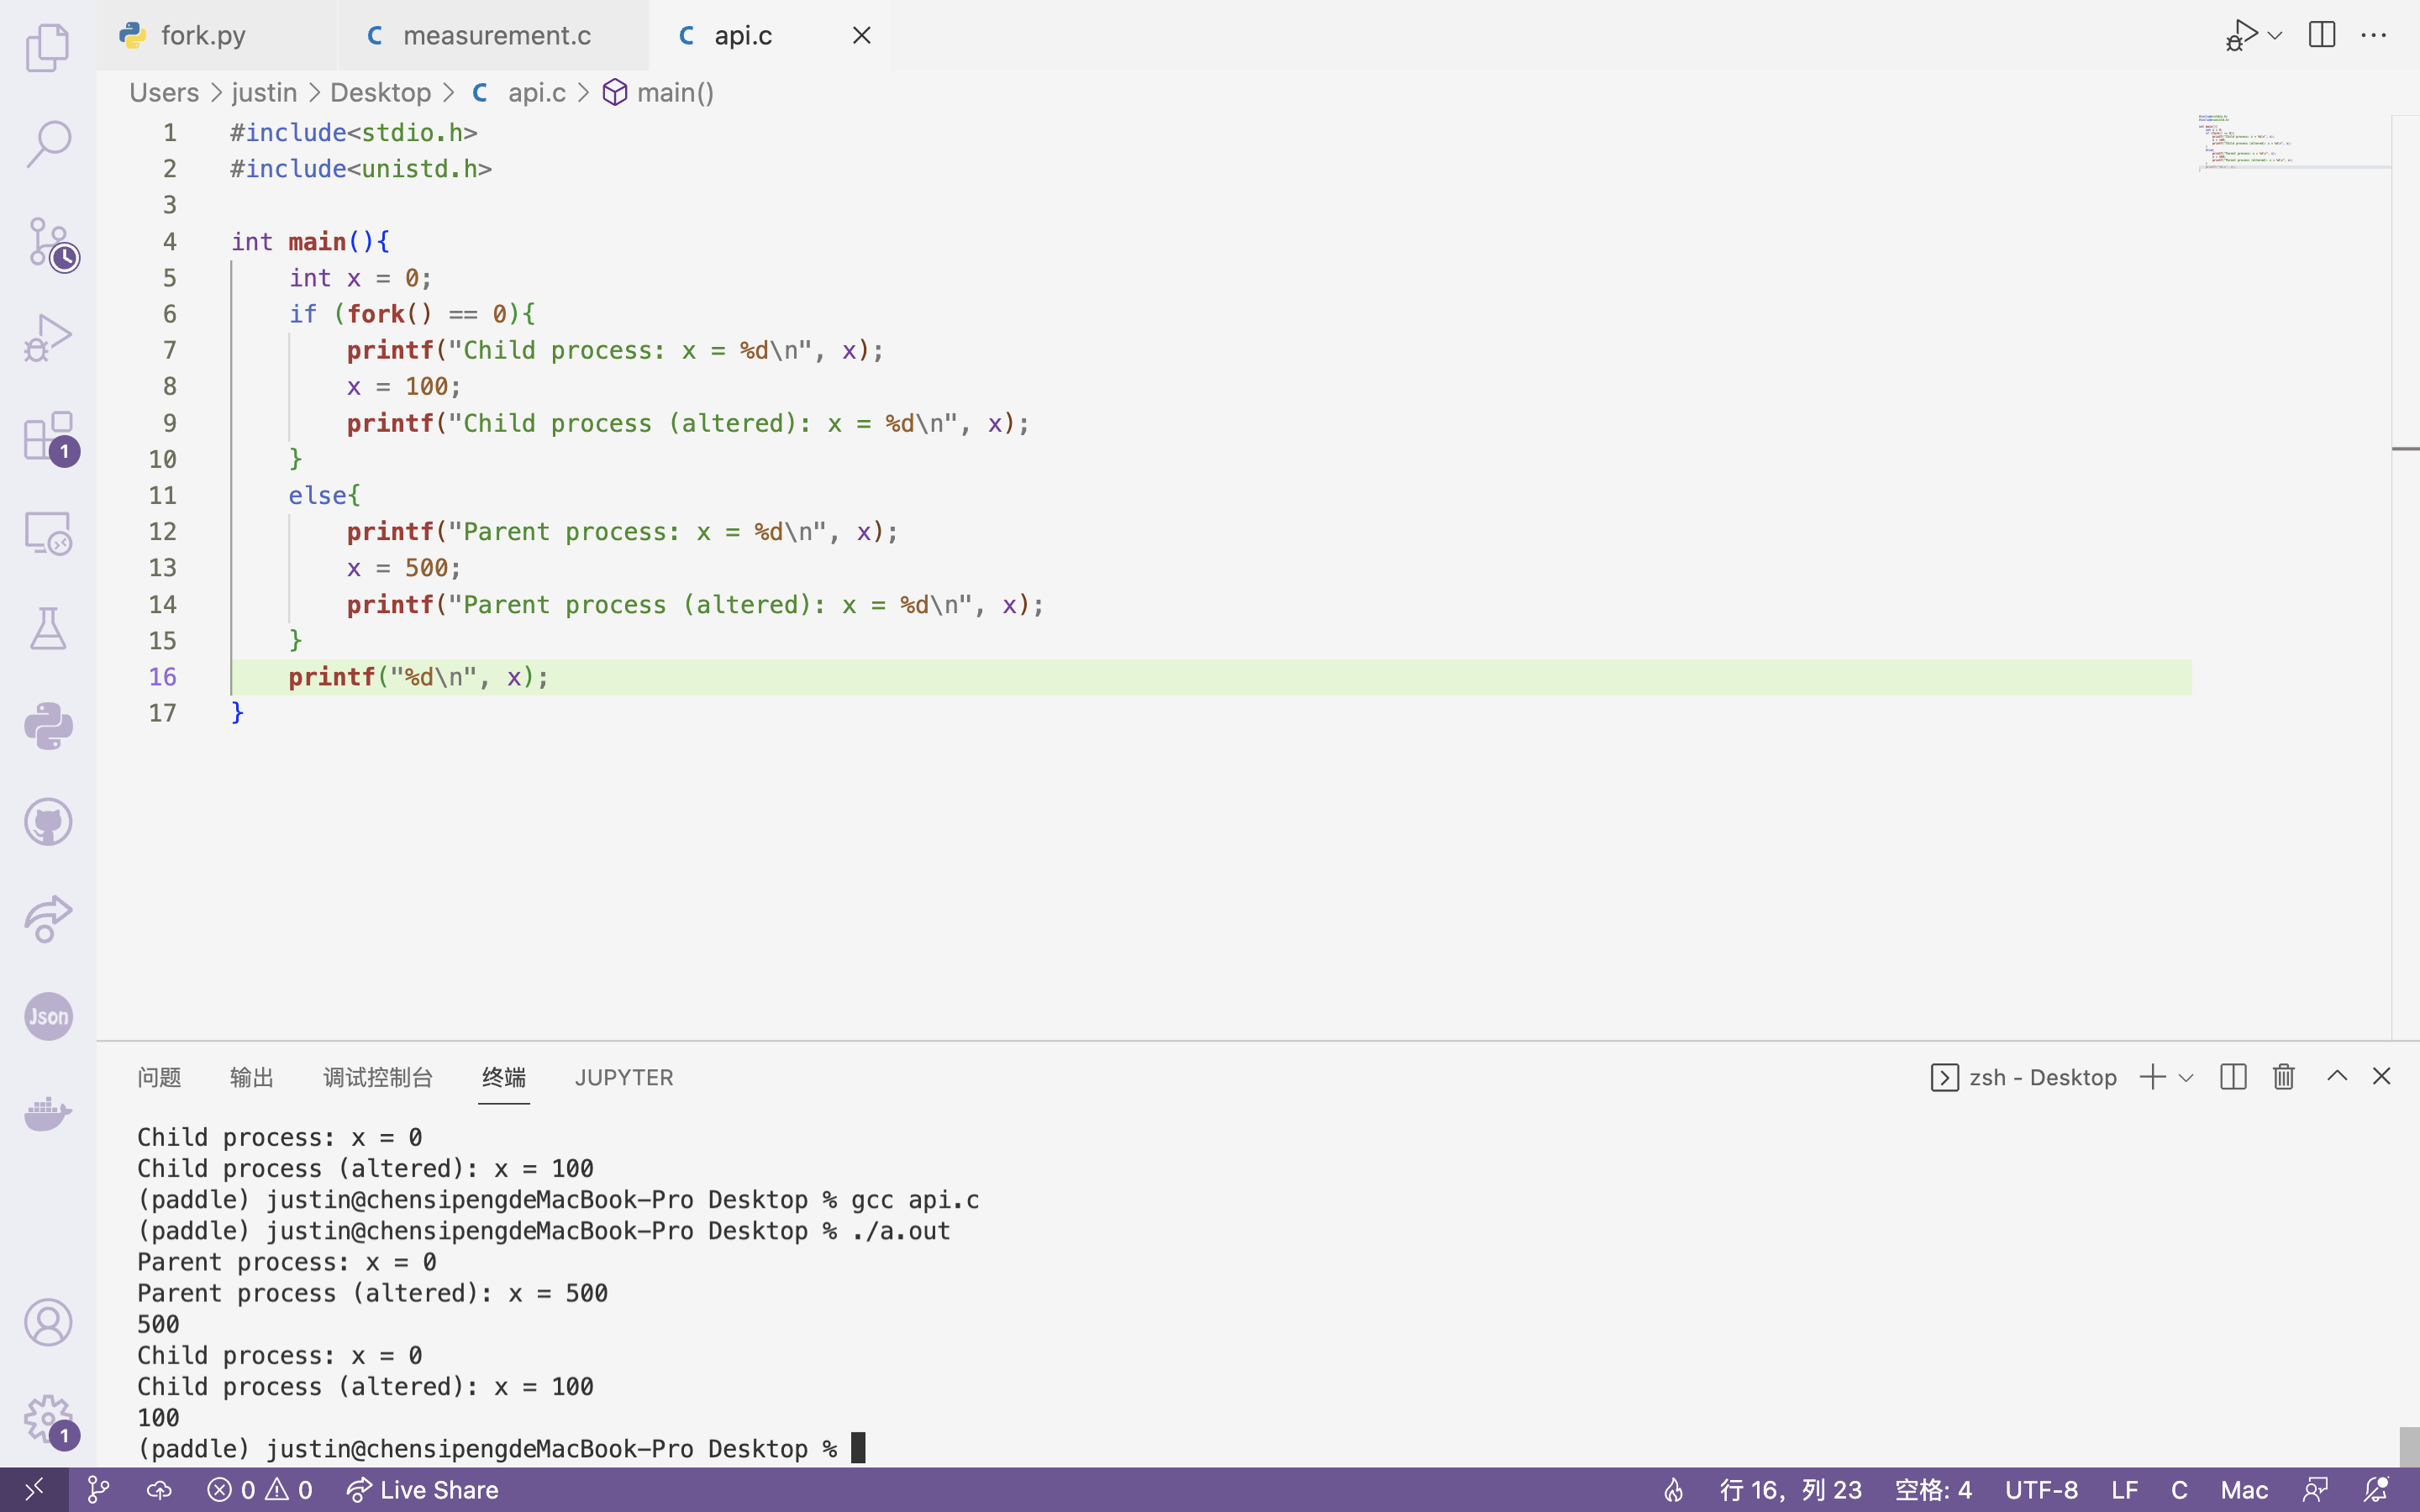 fork.py
measurement.c
api.c
Users > justin > Desktop > C api.c > main()
1 #include<stdio.h>
2 #include<unistd.h>
3
4 int main(){
5     int x = 0;
6     if (fork() == 0){
7         printf("Child process: x = %d\n", x);
8         x = 100;
9         printf("Child process (altered): x = %d\n", x);
10     }
11     else{
12         printf("Parent process: x = %d\n", x);
13         x = 500;
14         printf("Parent process (altered): x = %d\n", x);
15     }
16     printf("%d\n", x);
17 }
1
Json
1
问题 输出 调试控制台 终端 JUPYTER
zsh - Desktop
Child process: x = 0
Child process (altered): x = 100
(paddle) justin@chensipengdeMacBook-Pro Desktop % gcc api.c
(paddle) justin@chensipengdeMacBook-Pro Desktop % ./a.out
Parent process: x = 0
Parent process (altered): x = 500
500
Child process: x = 0
Child process (altered): x = 100
100
(paddle) justin@chensipengdeMacBook-Pro Desktop %
0 0 Live Share 行 16，列 23 空格: 4 UTF-8 LF C Mac